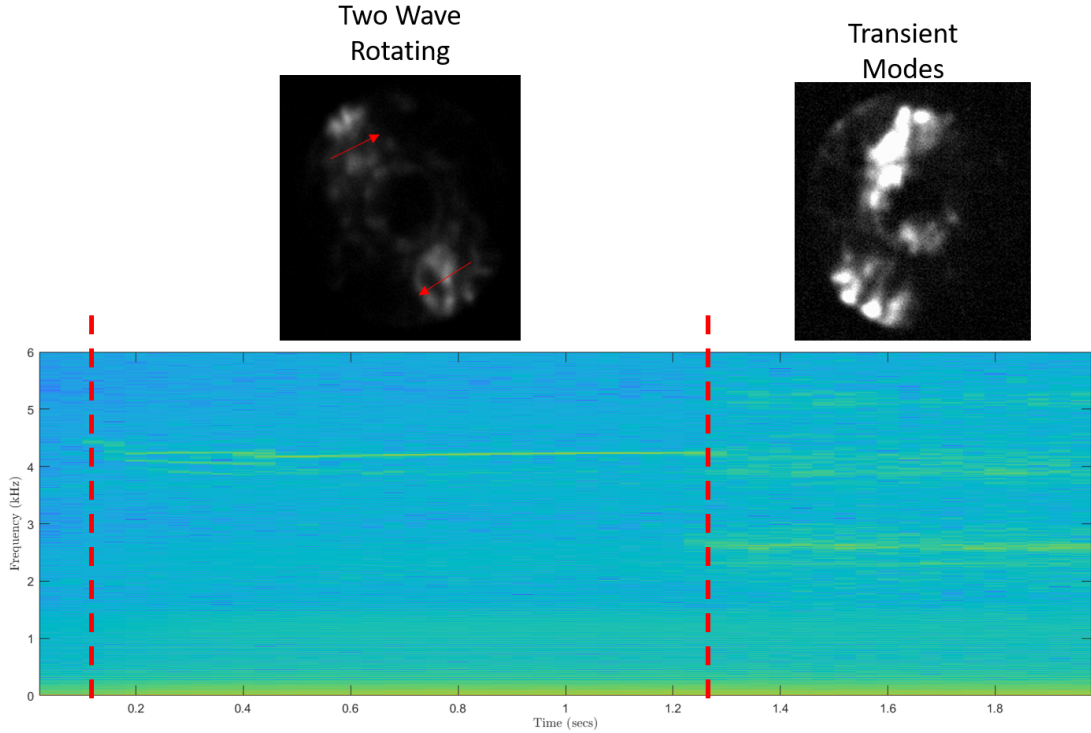 Two Wave
Rotating
Transient
Modes
6
5
4
3
2
1
0
Frequency (kHz)
0.2
0.4
0.6
0.8
1
1.2
1.4
1.6
1.8
Time (secs)